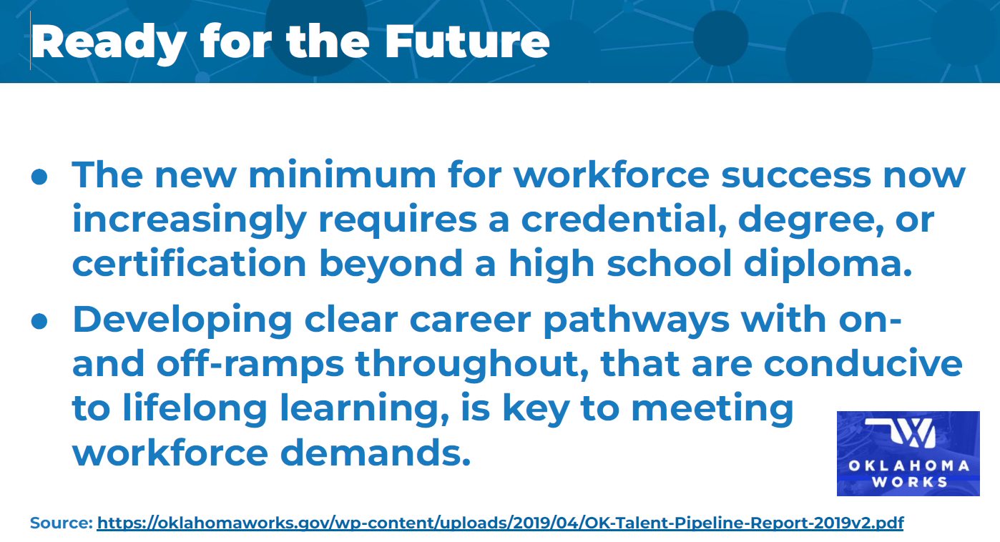 Ready for the Future
● The new minimum for workforce success now
increasingly requires a credential, degree, or
certification beyond a high school diploma.
● Developing clear career pathways with on-
and off-ramps throughout, that are conducive
to lifelong learning, is key to meeting
workforce demands.
OKLAHOMA
WORKS
Source: https://oklahomaworks.gov/wp-content/uploads/2019/04/OK-Talent-Pipeline-Report-2019v2.pdf